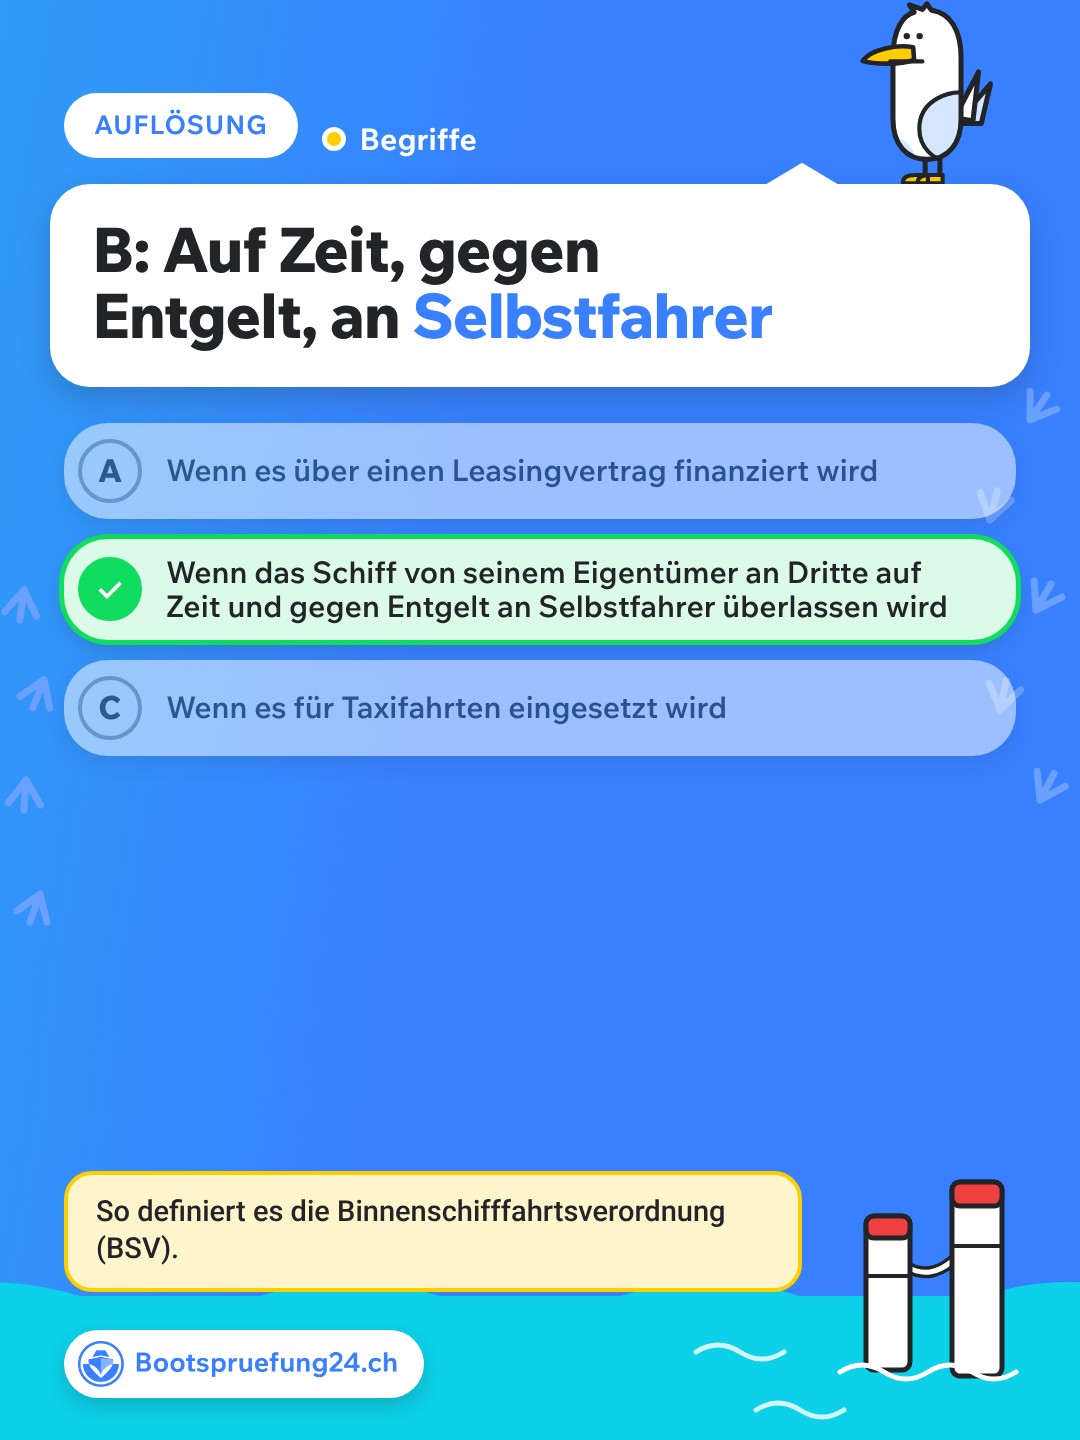 AUFLÖSUNG
Begriffe
B: Auf Zeit, gegen
Entgelt, an Selbstfahrer
A Wenn es über einen Leasingvertrag finanziert wird
Wenn das Schiff von seinem Eigentümer an Dritte auf
Zeit und gegen Entgelt an Selbstfahrer überlassen wird
C Wenn es für Taxifahrten eingesetzt wird
So definiert es die Binnenschifffahrtsverordnung
(BSV).
Bootspruefung24.ch